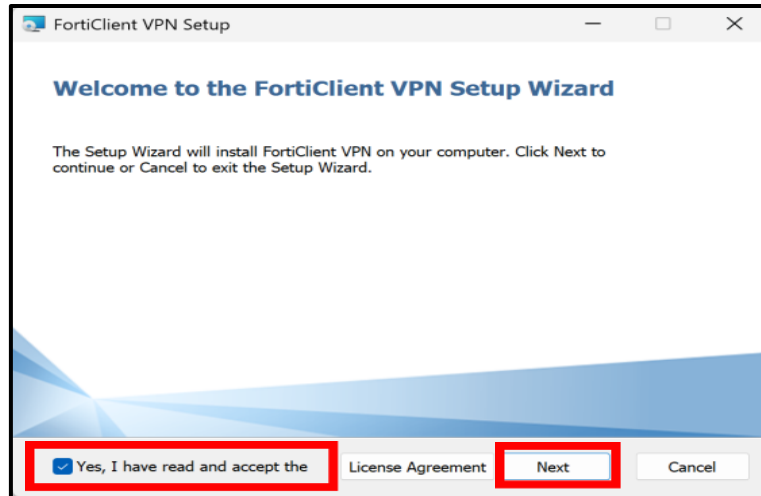 FortiClient VPN Setup
Welcome to the FortiClient VPN Setup Wizard
The Setup Wizard will install FortiClient VPN on your computer. Click Next to
continue or Cancel to exit the Setup Wizard.
Yes, I have read and accept the License Agreement Next Cancel